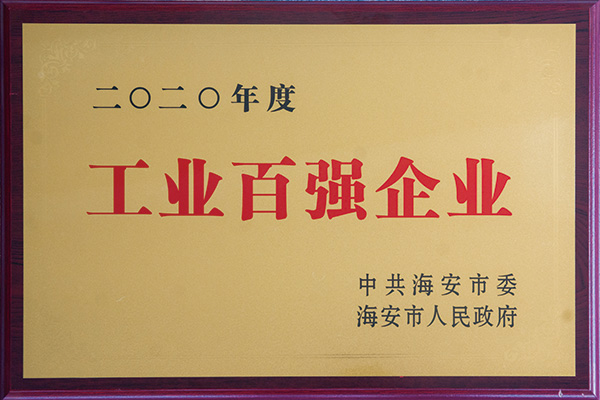 二〇二〇年度
工业百强企业
中共海安市委
海安市人民政府